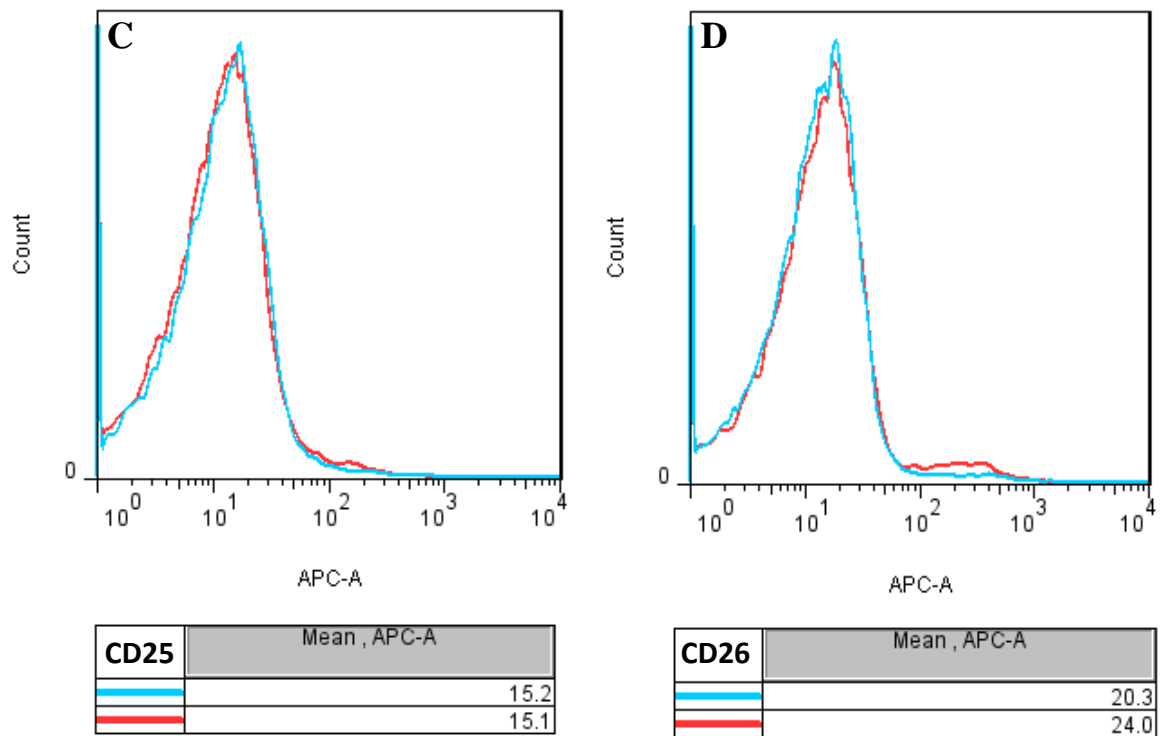 C
Count
0
10^0 10^1 10^2 10^3 10^4
APC-A
CD25 Mean , APC-A
15.2
15.1
D
Count
0
10^0 10^1 10^2 10^3 10^4
APC-A
CD26 Mean , APC-A
20.3
24.0